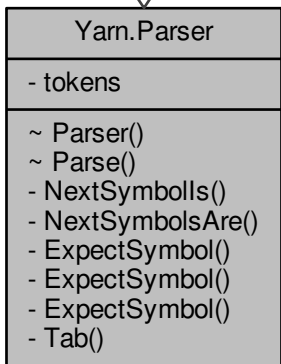 Yarn.Parser
- tokens
~ Parser()
~ Parse()
- NextSymbolIs()
- NextSymbolsAre()
- ExpectSymbol()
- ExpectSymbol()
- ExpectSymbol()
- Tab()